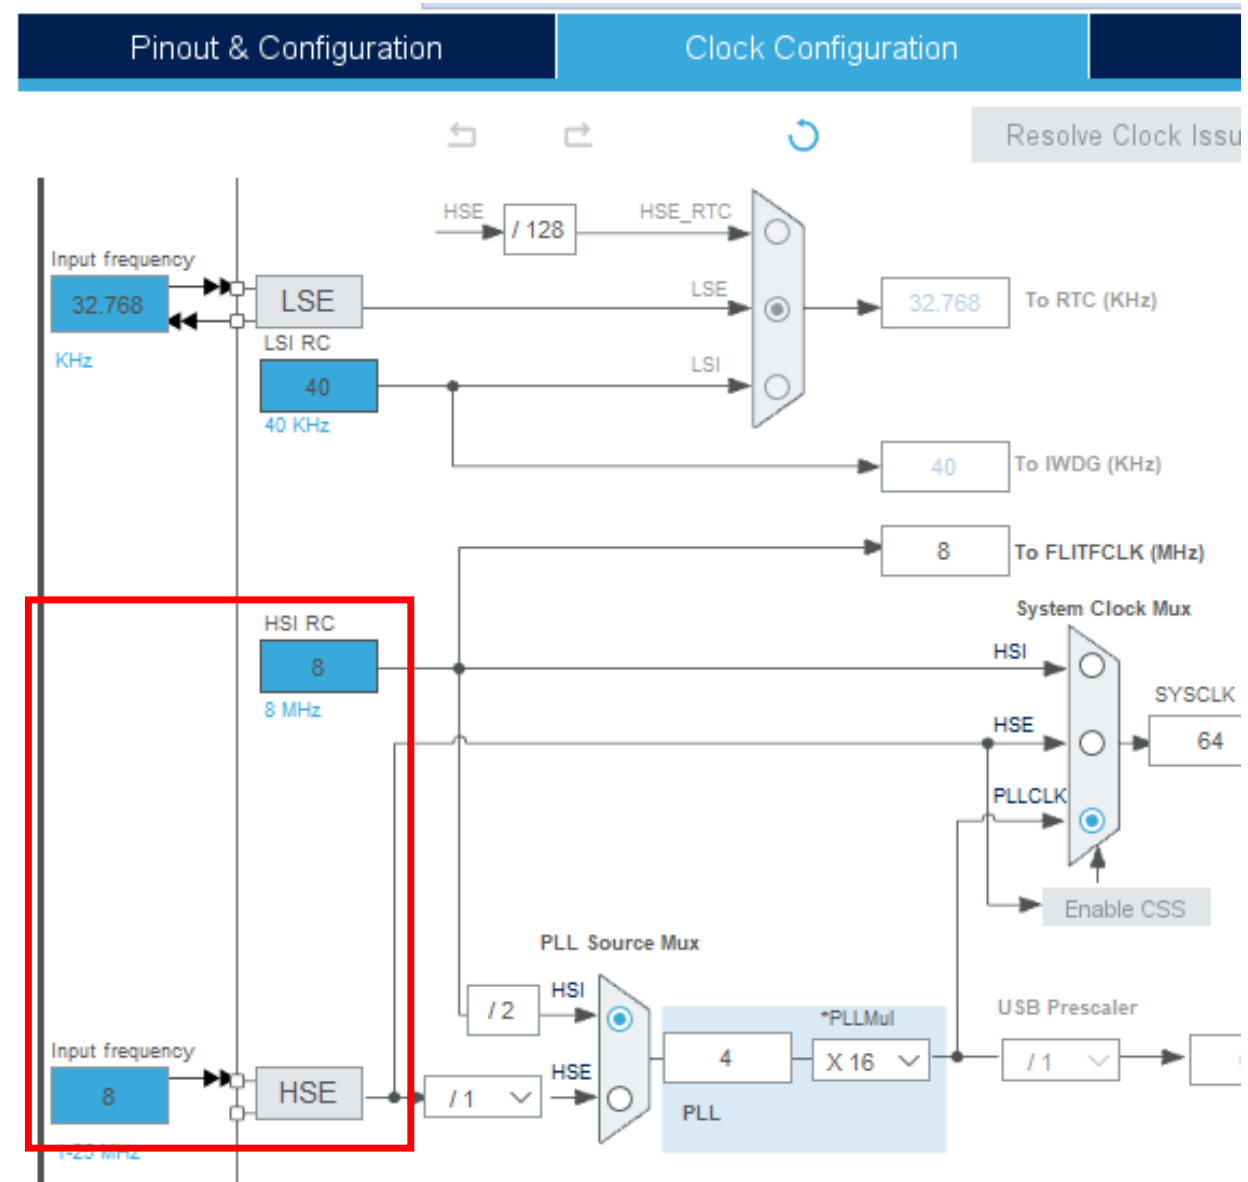 Pinout & Configuration
Clock Configuration
Resolve Clock Issu
HSE
/ 128
HSE_RTC
Input frequency
32.768
KHz
LSE
LSE
32.768
To RTC (KHz)
LSI RC
40
40 KHz
LSI
40
To IWDG (KHz)
8
To FLITFCLK (MHz)
System Clock Mux
HSI RC
8
8 MHz
HSI
HSE
PLLCLK
SYSCLK
64
Enable CSS
PLL Source Mux
/ 2
HSI
4
*PLLMul
X 16
PLL
USB Prescaler
/ 1
Input frequency
8
1-25 MHz
HSE
/ 1
HSE